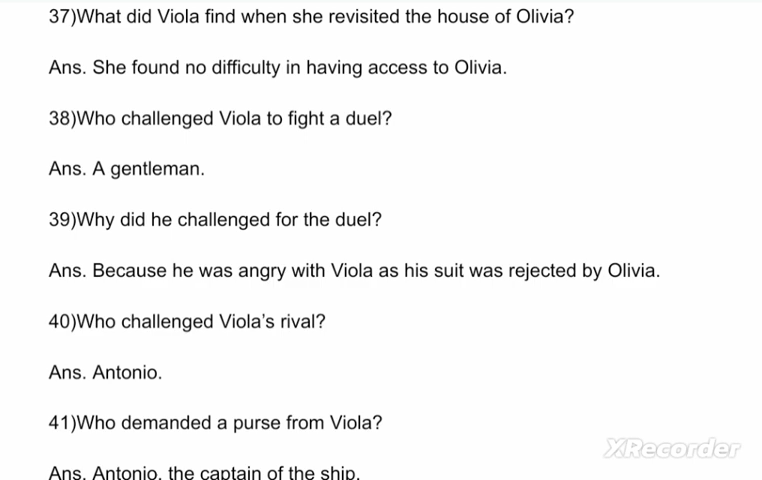 37)What did Viola find when she revisited the house of Olivia?
Ans. She found no difficulty in having access to Olivia.
38)Who challenged Viola to fight a duel?
Ans. A gentleman.
39)Why did he challenged for the duel?
Ans. Because he was angry with Viola as his suit was rejected by Olivia.
40)Who challenged Viola’s rival?
Ans. Antonio.
41)Who demanded a purse from Viola?
XRecorder
Ans. Antonio, the captain of the ship.